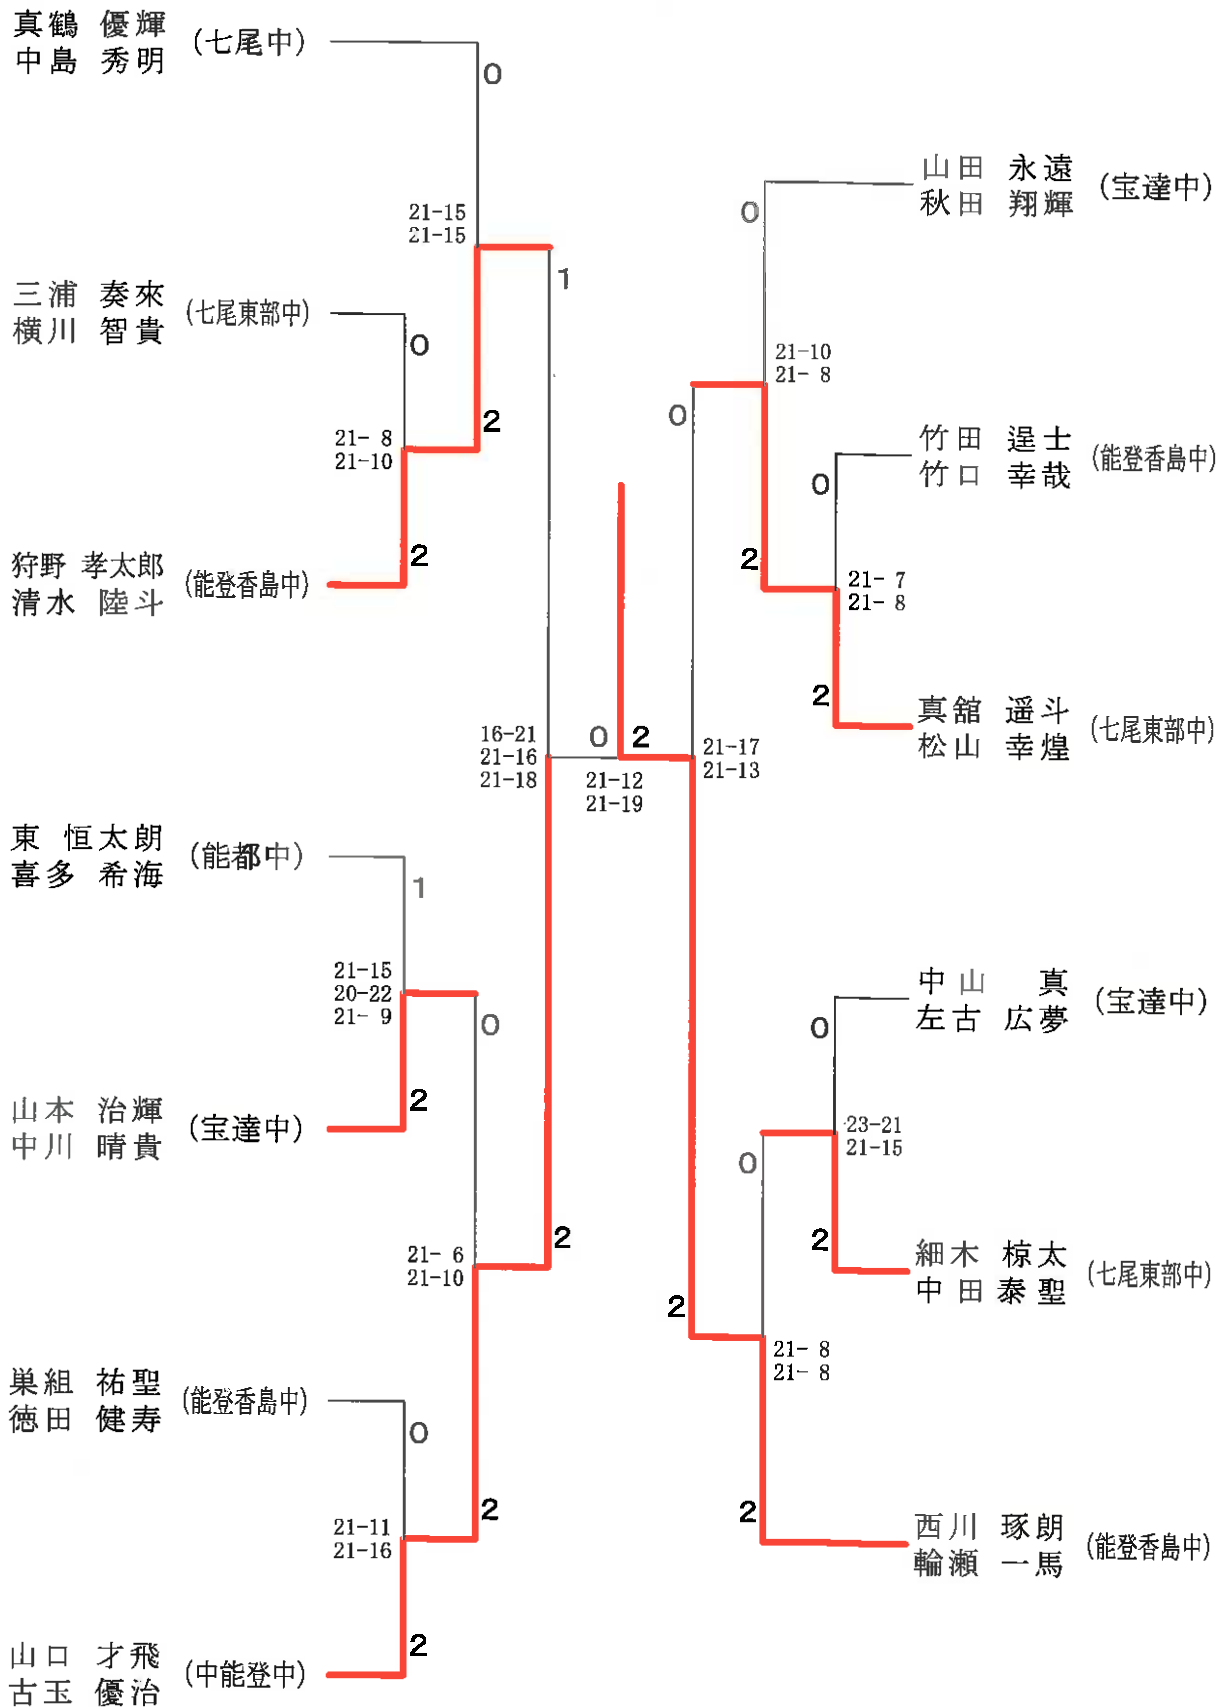 真鶴 優輝
中島 秀明
(七尾中)
0
21-15
21-15
三浦 奏來
横川 智貴
(七尾東部中)
0
1
2
21- 8
21-10
狩野 孝太郎
清水 陸斗
(能登香島中)
2
16-21
21-16
21-18
東 恒太朗
喜多 希海
(能都中)
1
21-15
20-22
21- 9
0
山本 治輝
中川 晴貴
(宝達中)
2
21- 6
21-10
2
巣組 祐聖
徳田 健寿
(能登香島中)
0
21-11
21-16
2
山口 才飛
古玉 優治
(中能登中)
2
0
2
21-12
21-19
山田 永遠
秋田 翔輝
(宝達中)
0
21-10
21- 8
0
竹田 遑士
竹口 幸哉
(能登香島中)
0
2
21- 7
21- 8
真舘 遥斗
松山 幸煌
(七尾東部中)
2
21-17
21-13
中山 真
左古 広夢
(宝達中)
0
23-21
21-15
0
細木 椋太
中田 泰聖
(七尾東部中)
2
2
21- 8
21- 8
西川 琢朗
輪瀬 一馬
(能登香島中)
2